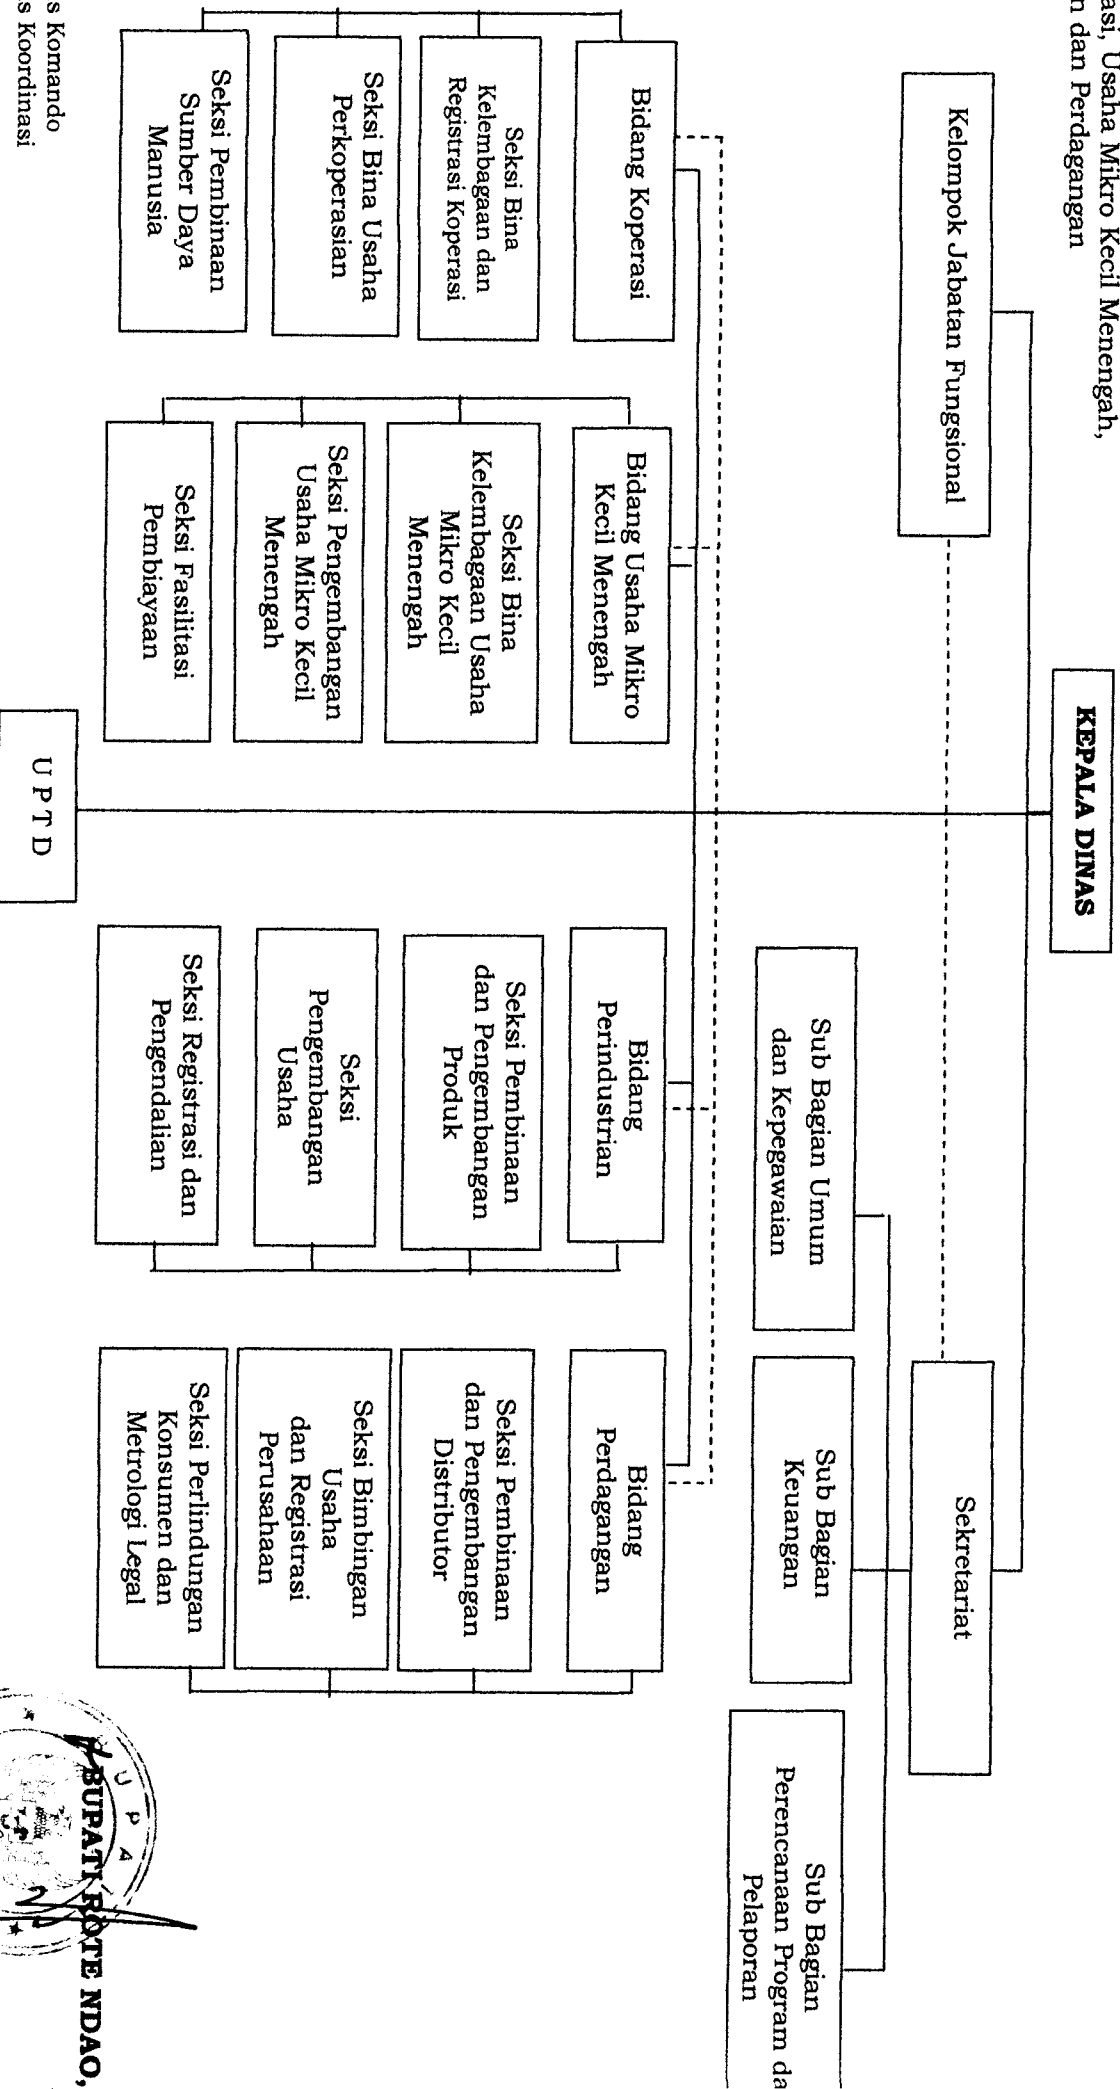 asi, Usaha Mikro Kecil Menengah,
n dan Perdagangan
KEPALA DINAS
Kelompok Jabatan Fungsional
Sekretariat
Sub Bagian Umum
dan Kepegawaian
Sub Bagian
Keuangan
Sub Bagian
Perencanaan Program da
Pelaporan
Bidang Koperasi
Seksi Bina
Kelembagaan dan
Registrasi Koperasi
Seksi Bina Usaha
Perkoperasian
Seksi Pembinaan
Sumber Daya
Manusia
Bidang Usaha Mikro
Kecil Menengah
Seksi Bina
Kelembagaan Usaha
Mikro Kecil
Menengah
Seksi Pengembangan
Usaha Mikro Kecil
Menengah
Seksi Fasilitasi
Pembiayaan
Bidang
Perindustrian
Seksi Pembinaan
dan Pengembangan
Produk
Seksi
Pengembangan
Usaha
Seksi Registrasi dan
Pengendalian
Bidang
Perdagangan
Seksi Pembinaan
dan Pengembangan
Distributor
Seksi Bimbingan
Usaha
dan Registrasi
Perusahaan
Seksi Perlindungan
Konsumen dan
Metrologi Legal
U P T D
s Komando
s Koordinasi
BUPATI ROTE NDAO,
U P A